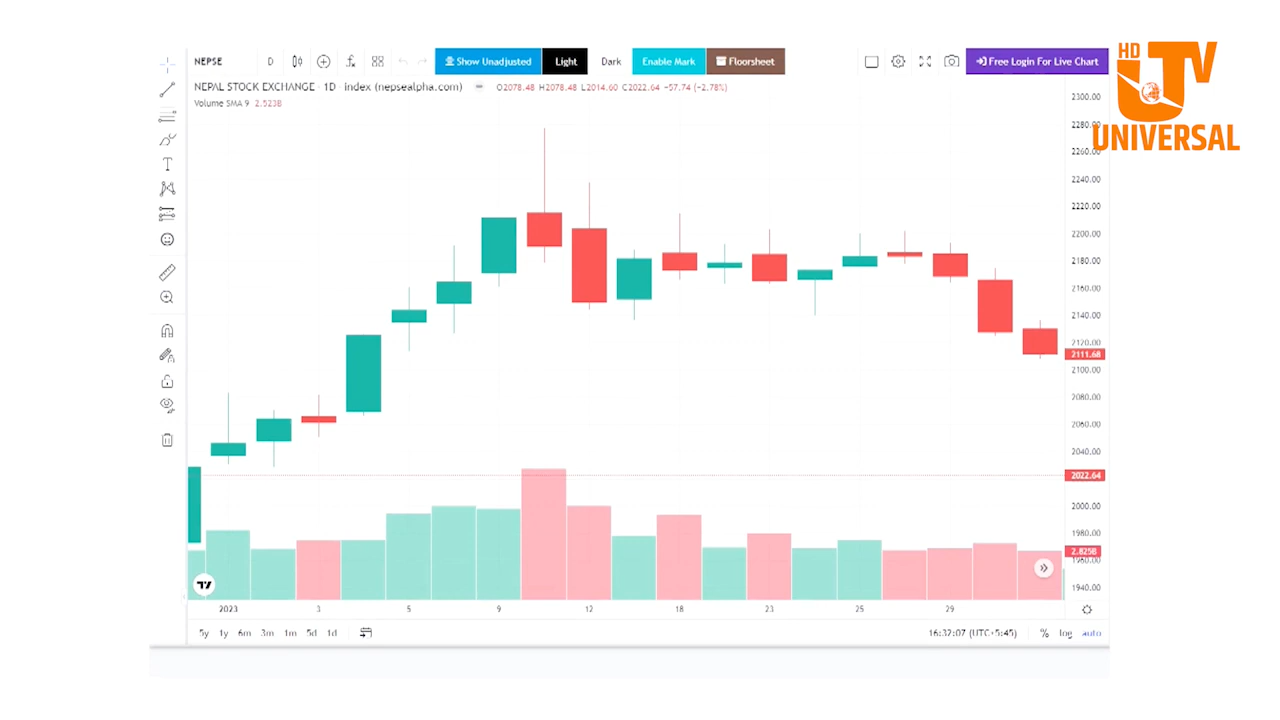 HD
UTV
UNIVERSAL
NEPSE D Show Unadjusted Light Dark Enable Mark Floorsheet Free Login For Live Chart
NEPAL STOCK EXCHANGE · 1D · index (nepsealpha.com) O2078.48 H2078.48 L2014.60 C2022.64 −57.74 (−2.78%)
Volume SMA 9 2.523B
2300.00
2280.00
2260.00
2240.00
2220.00
2200.00
2180.00
2160.00
2140.00
2120.00
2111.68
2100.00
2080.00
2060.00
2040.00
2022.64
2000.00
1980.00
2.825B
1960.00
1940.00
2023 3 5 9 12 18 23 25 29
5y 1y 6m 3m 1m 5d 1d 16:32:07 (UTC+5:45) % log auto